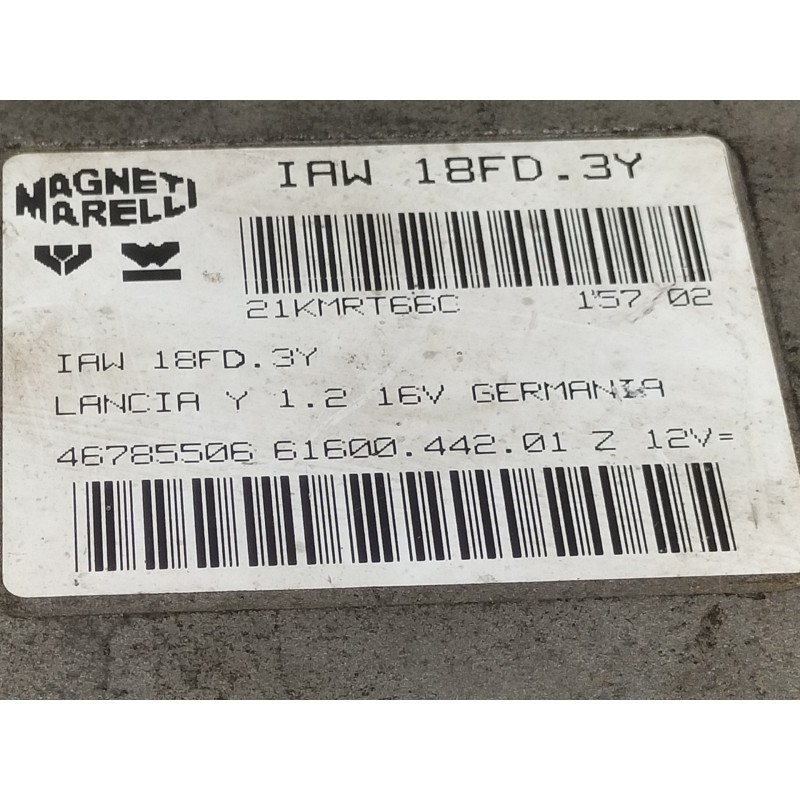 MAGNETI
MARELLI
IAW 18FD.3Y
21KMRT66C 157/02
IAW 18FD.3Y
LANCIA Y 1.2 16V GERMANIA
46785506 61600.442.01 Z 12V=